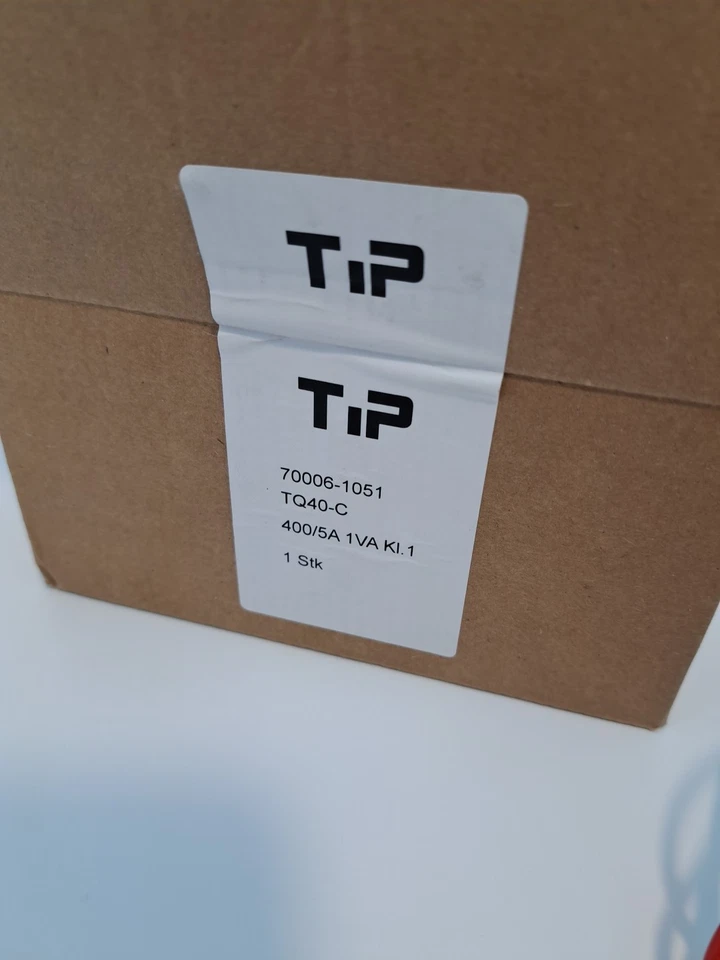 TiP
TiP
70006-1051
TQ40-C
400/5A 1VA Kl.1
1 Stk